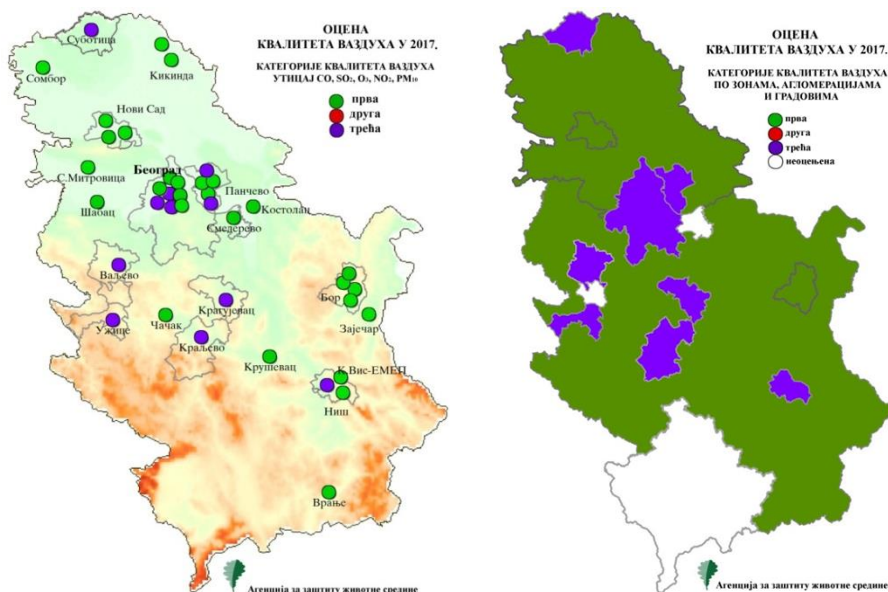 ОЦЕНА
КВАЛИТЕТА ВАЗДУХА У 2017.
КАТЕГОРИЈЕ КВАЛИТЕТА ВАЗДУХА
УТИЦАЈ CO, SO₂, O₃, NO₂, PM₁₀
прва
друга
трећа
Суботица
Сомбор
Кикинда
Нови Сад
Београд
С.Митровица
Панчево
Шабац
Костолац
Смедерево
Ваљево
Бор
Крагујевац
Ужице
Чачак
Зајечар
Краљево
Крушевац
К.Вис-ЕМЕП
Ниш
Врање
Агенција за заштиту животне средине
ОЦЕНА
КВАЛИТЕТА ВАЗДУХА У 2017.
КАТЕГОРИЈЕ КВАЛИТЕТА ВАЗДУХА
ПО ЗОНАМА, АГЛОМЕРАЦИЈАМА
И ГРАДОВИМА
прва
друга
трећа
неоцењена
Агенција за заштиту животне средине